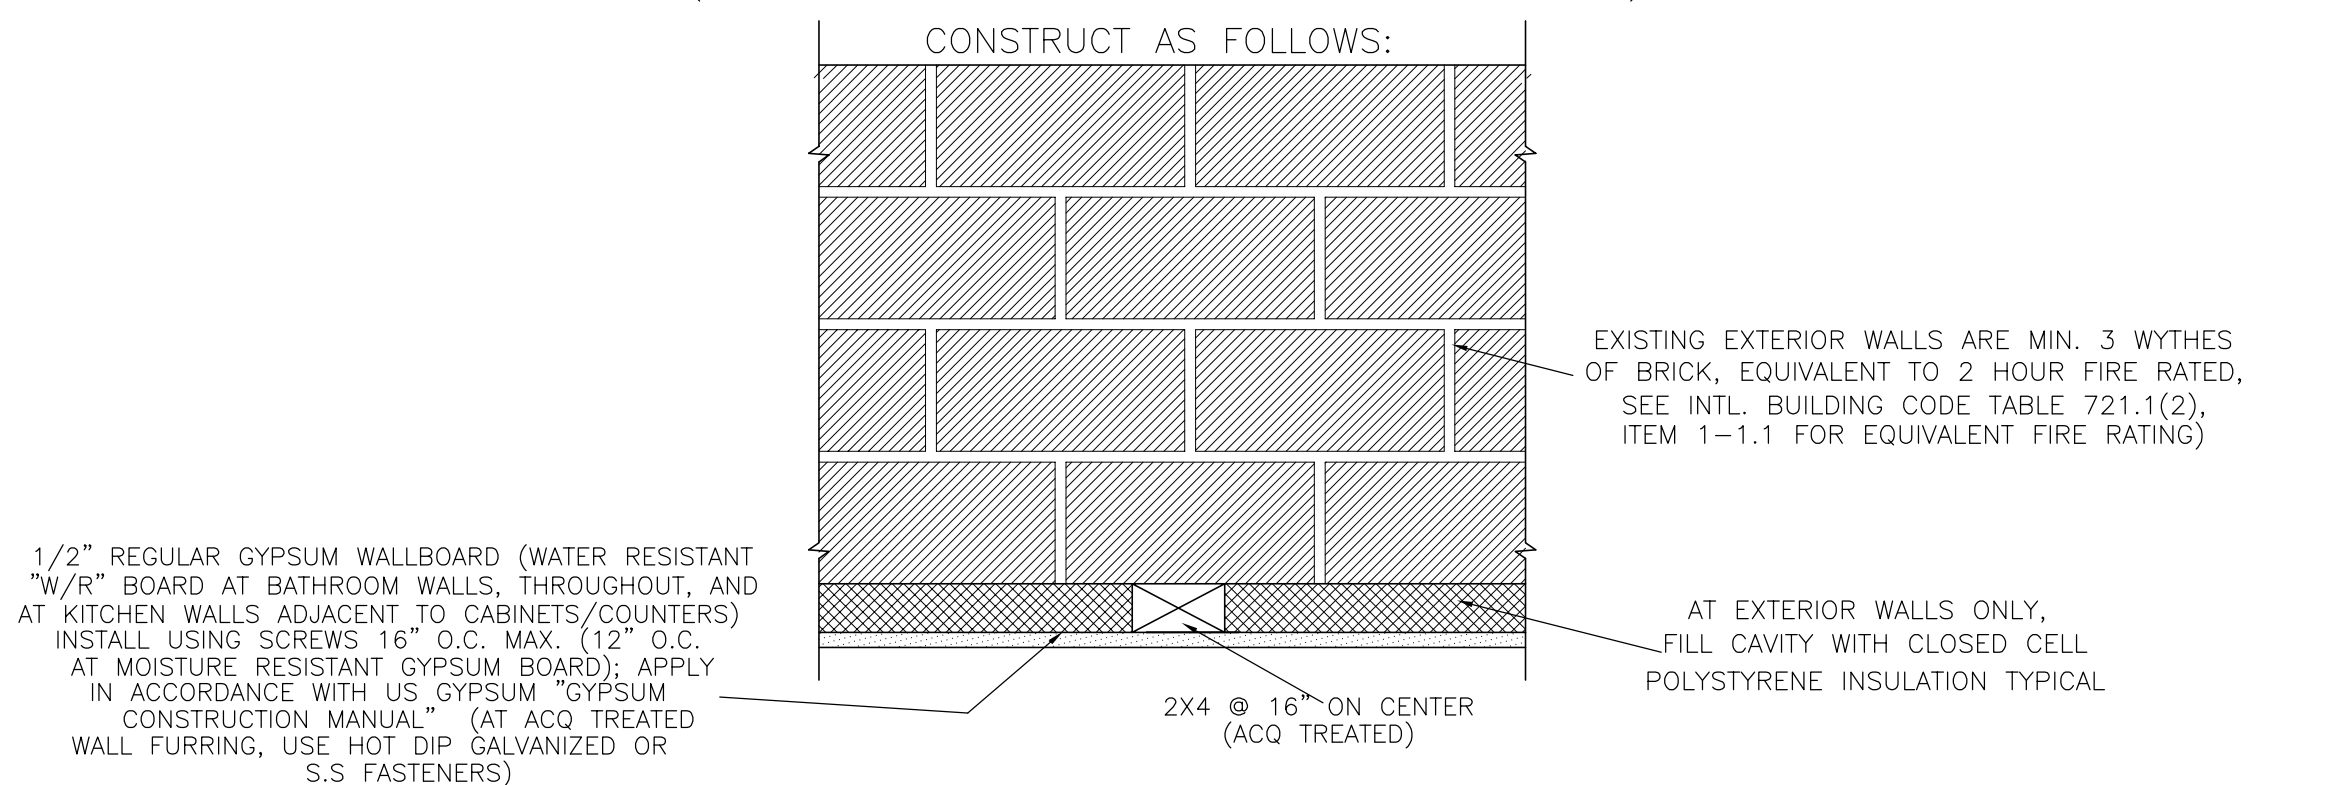 CONSTRUCT AS FOLLOWS:
EXISTING EXTERIOR WALLS ARE MIN. 3 WYTHES
OF BRICK, EQUIVALENT TO 2 HOUR FIRE RATED,
SEE INTL. BUILDING CODE TABLE 721.1(2),
ITEM 1-1.1 FOR EQUIVALENT FIRE RATING)
1/2" REGULAR GYPSUM WALLBOARD (WATER RESISTANT
"W/R" BOARD AT BATHROOM WALLS, THROUGHOUT, AND
AT KITCHEN WALLS ADJACENT TO CABINETS/COUNTERS)
INSTALL USING SCREWS 16" O.C. MAX. (12" O.C.
AT MOISTURE RESISTANT GYPSUM BOARD); APPLY
IN ACCORDANCE WITH US GYPSUM "GYPSUM
CONSTRUCTION MANUAL" (AT ACQ TREATED
WALL FURRING, USE HOT DIP GALVANIZED OR
S.S FASTENERS)
AT EXTERIOR WALLS ONLY,
FILL CAVITY WITH CLOSED CELL
POLYSTYRENE INSULATION TYPICAL
2X4 @ 16" ON CENTER
(ACQ TREATED)